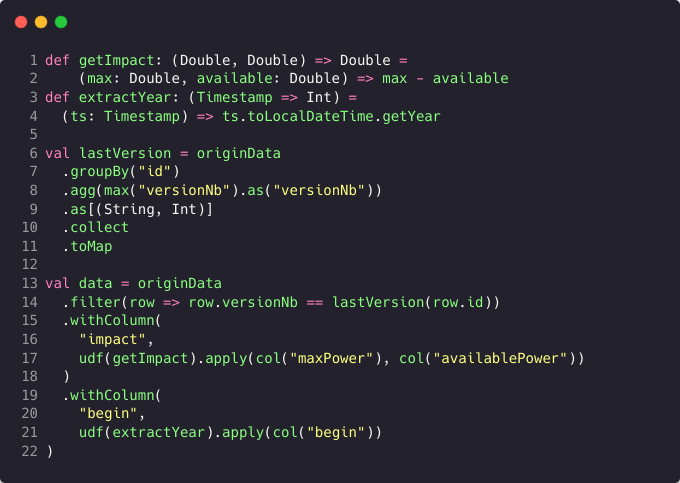 1 def getImpact: (Double, Double) => Double =
2     (max: Double, available: Double) => max - available
3 def extractYear: (Timestamp => Int) =
4   (ts: Timestamp) => ts.toLocalDateTime.getYear
5
6 val lastVersion = originData
7   .groupBy("id")
8   .agg(max("versionNb").as("versionNb"))
9   .as[(String, Int)]
10   .collect
11   .toMap
12
13 val data = originData
14   .filter(row => row.versionNb == lastVersion(row.id))
15   .withColumn(
16     "impact",
17     udf(getImpact).apply(col("maxPower"), col("availablePower"))
18   )
19   .withColumn(
20     "begin",
21     udf(extractYear).apply(col("begin"))
22 )